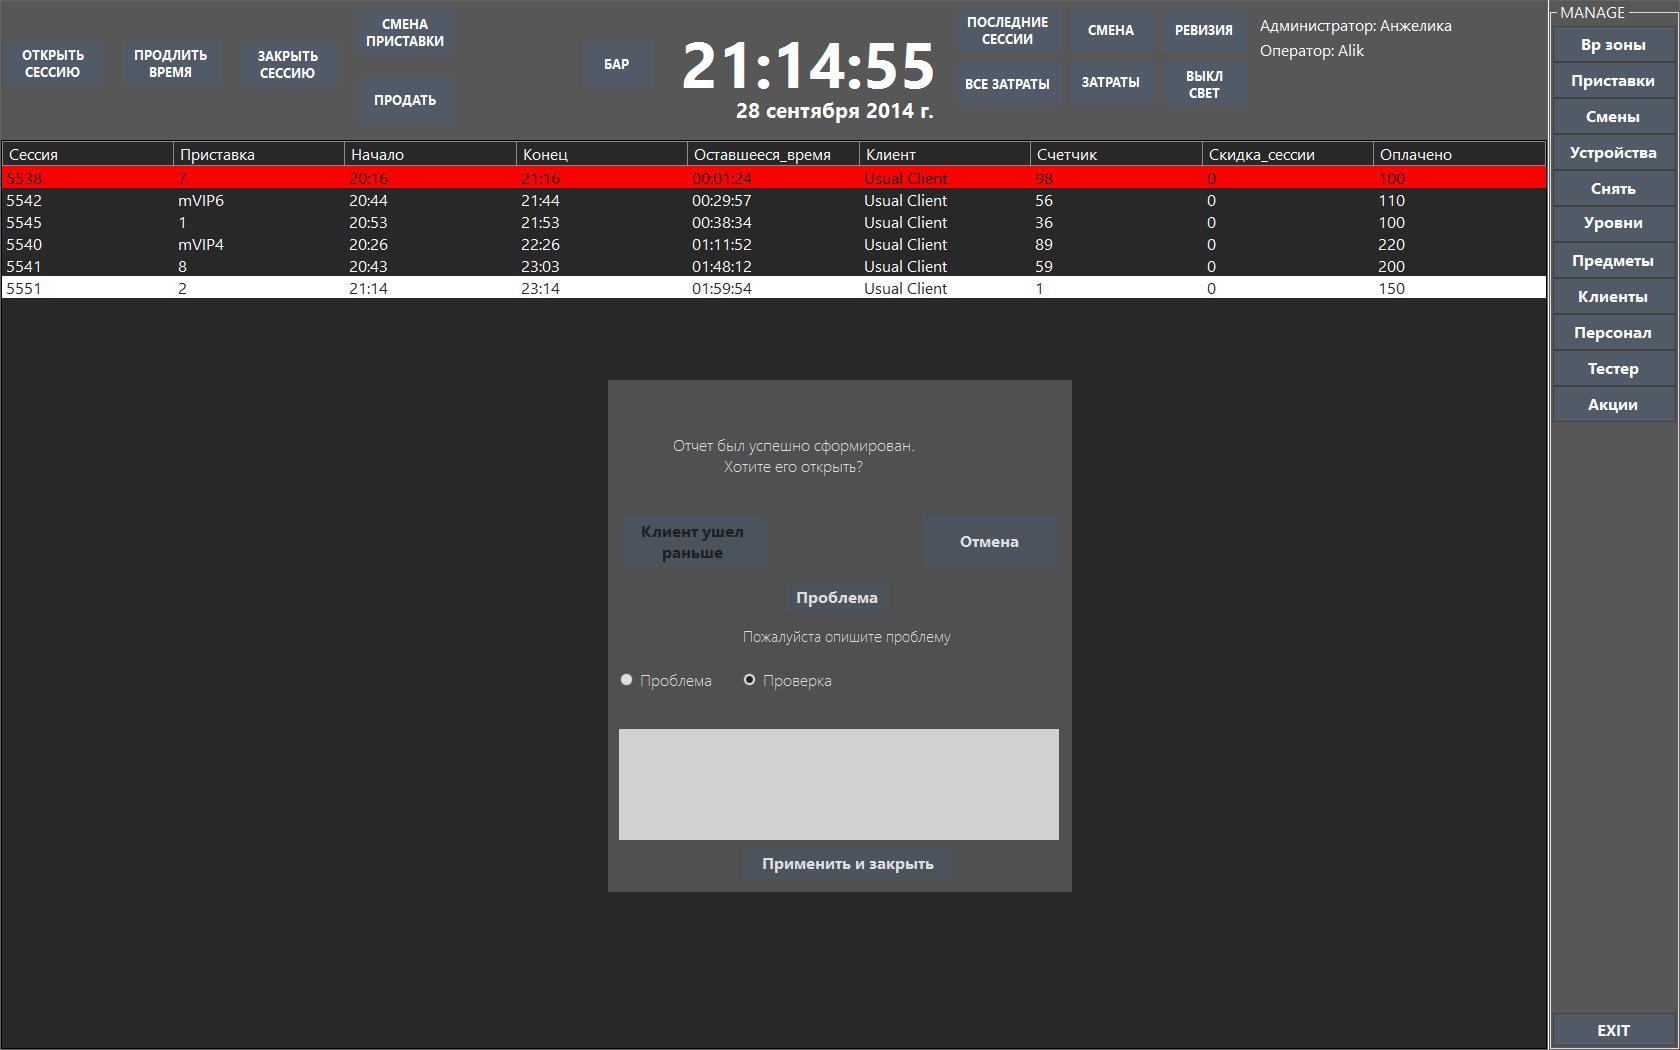 ОТКРЫТЬ
СЕССИЮ
ПРОДЛИТЬ
ВРЕМЯ
ЗАКРЫТЬ
СЕССИЮ
СМЕНА
ПРИСТАВКИ
ПРОДАТЬ
БАР
21:14:55
28 сентября 2014 г.
ПОСЛЕДНИЕ
СЕССИИ
СМЕНА
РЕВИЗИЯ
ВСЕ ЗАТРАТЫ
ЗАТРАТЫ
ВЫКЛ
СВЕТ
Администратор: Анжелика
Оператор: Alik
Сессия Приставка Начало Конец Оставшееся_время Клиент Счетчик Скидка_сессии Оплачено
5538 7 20:16 21:16 00:01:24 Usual Client 98 0 100
5542 mVIP6 20:44 21:44 00:29:57 Usual Client 56 0 110
5545 1 20:53 21:53 00:38:34 Usual Client 36 0 100
5540 mVIP4 20:26 22:26 01:11:52 Usual Client 89 0 220
5541 8 20:43 23:03 01:48:12 Usual Client 59 0 200
5551 2 21:14 23:14 01:59:54 Usual Client 1 0 150
Отчет был успешно сформирован.
Хотите его открыть?
Клиент ушел
раньше
Отмена
Проблема
Пожалуйста опишите проблему
Проблема Проверка
Применить и закрыть
MANAGE
Вр зоны
Приставки
Смены
Устройства
Снять
Уровни
Предметы
Клиенты
Персонал
Тестер
Акции
EXIT